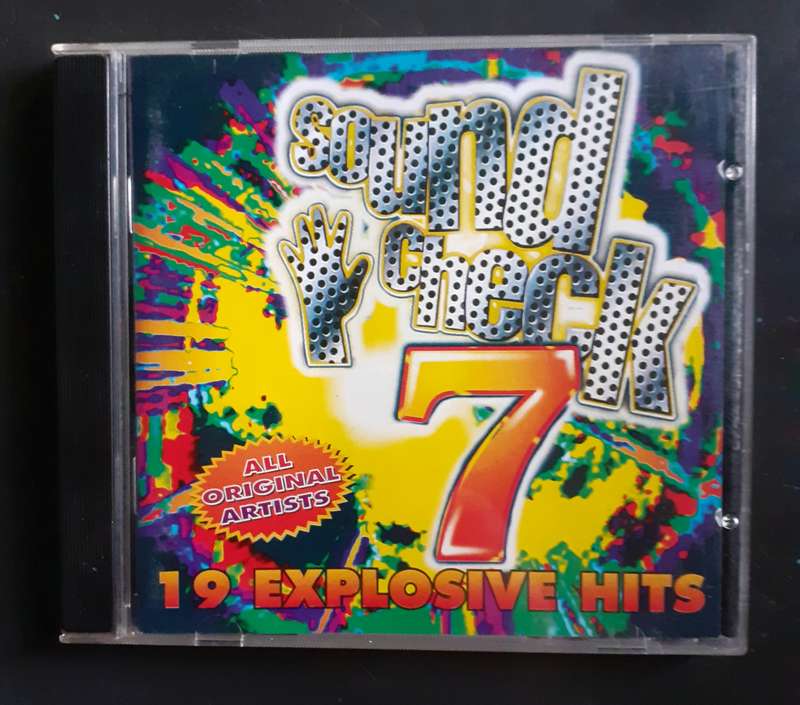 sound
check
7
ALL
ORIGINAL
ARTISTS
19 EXPLOSIVE HITS